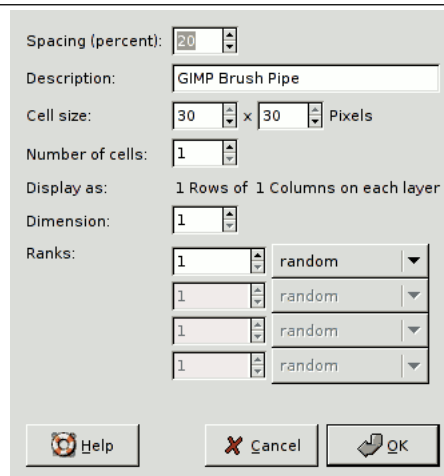 Spacing (percent): 20
Description: GIMP Brush Pipe
Cell size: 30 x 30 Pixels
Number of cells: 1
Display as: 1 Rows of 1 Columns on each layer
Dimension: 1
Ranks: 1 random
1 random
1 random
1 random
Help Cancel OK